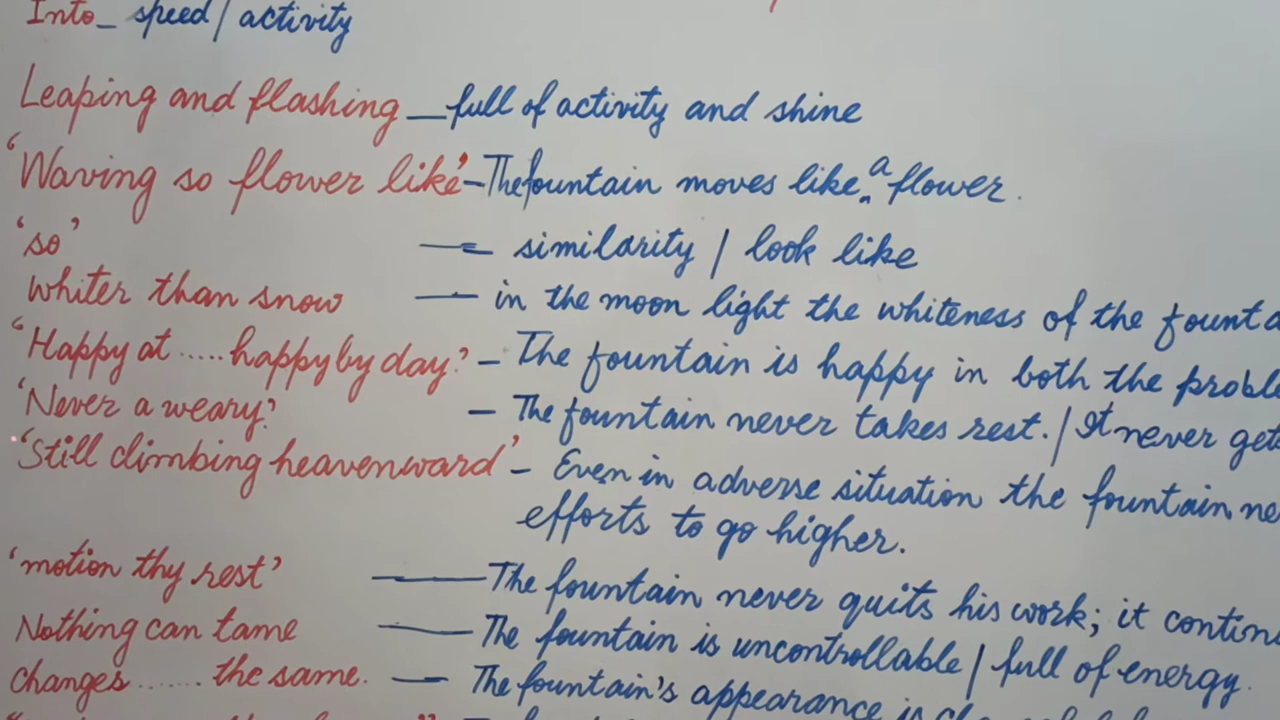 Into_ speed / activity
Leaping and flashing _ full of activity and shine
'Waving so flower like' - The fountain moves like a flower.
'so' - similarity / look like
whiter than snow - in the moon light the whiteness of the
'Happy at ..... happy by day?' - The fountain is happy in both the
'Never a weary?' - The fountain never takes rest. / It never
'Still climbing heavenward' - Even in adverse situation the fountain
efforts to go higher.
'motion thy rest' - The fountain never quits his work; it
Nothing can tame - The fountain is uncontrollable / full of energy.
changes ...... the same. - The fountain's appearance is